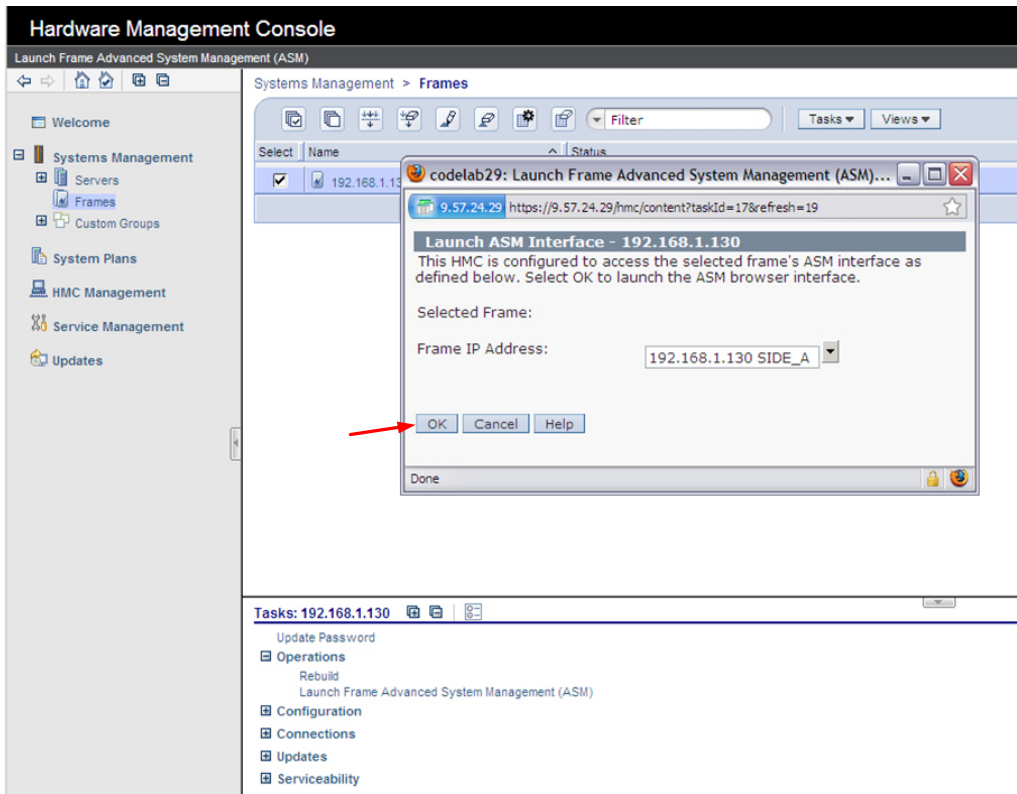 Hardware Management Console
Launch Frame Advanced System Management (ASM)
Systems Management > Frames
Welcome
Systems Management
Servers
Frames
Custom Groups
System Plans
HMC Management
Service Management
Updates
Filter
Tasks
Views
Select Name Status
192.168.1.13
codelab29: Launch Frame Advanced System Management (ASM)...
9.57.24.29 https://9.57.24.29/hmc/content?taskId=17&refresh=19
Launch ASM Interface - 192.168.1.130
This HMC is configured to access the selected frame's ASM interface as
defined below. Select OK to launch the ASM browser interface.
Selected Frame:
Frame IP Address: 192.168.1.130 SIDE_A
OK Cancel Help
Done
Tasks: 192.168.1.130
Update Password
Operations
Rebuild
Launch Frame Advanced System Management (ASM)
Configuration
Connections
Updates
Serviceability